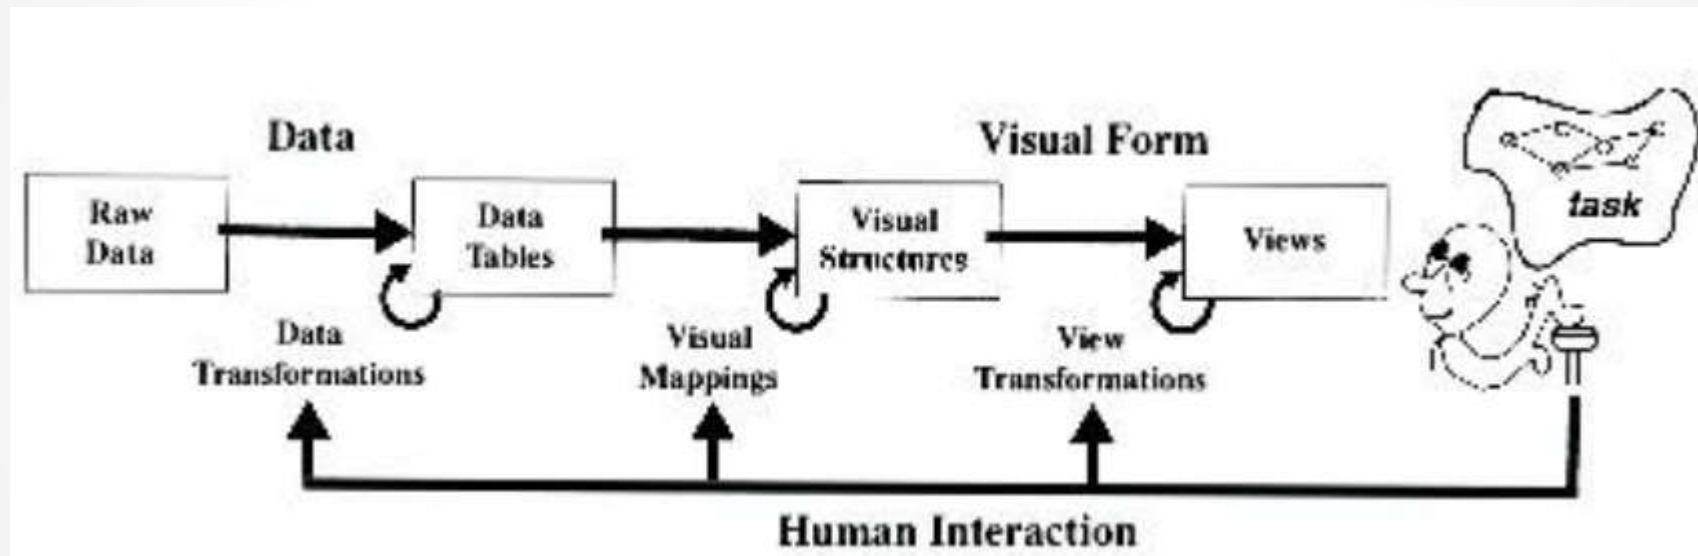 Data
Visual Form
Raw
Data
Data
Tables
Visual
Structures
Views
task
Data
Transformations
Visual
Mappings
View
Transformations
Human Interaction